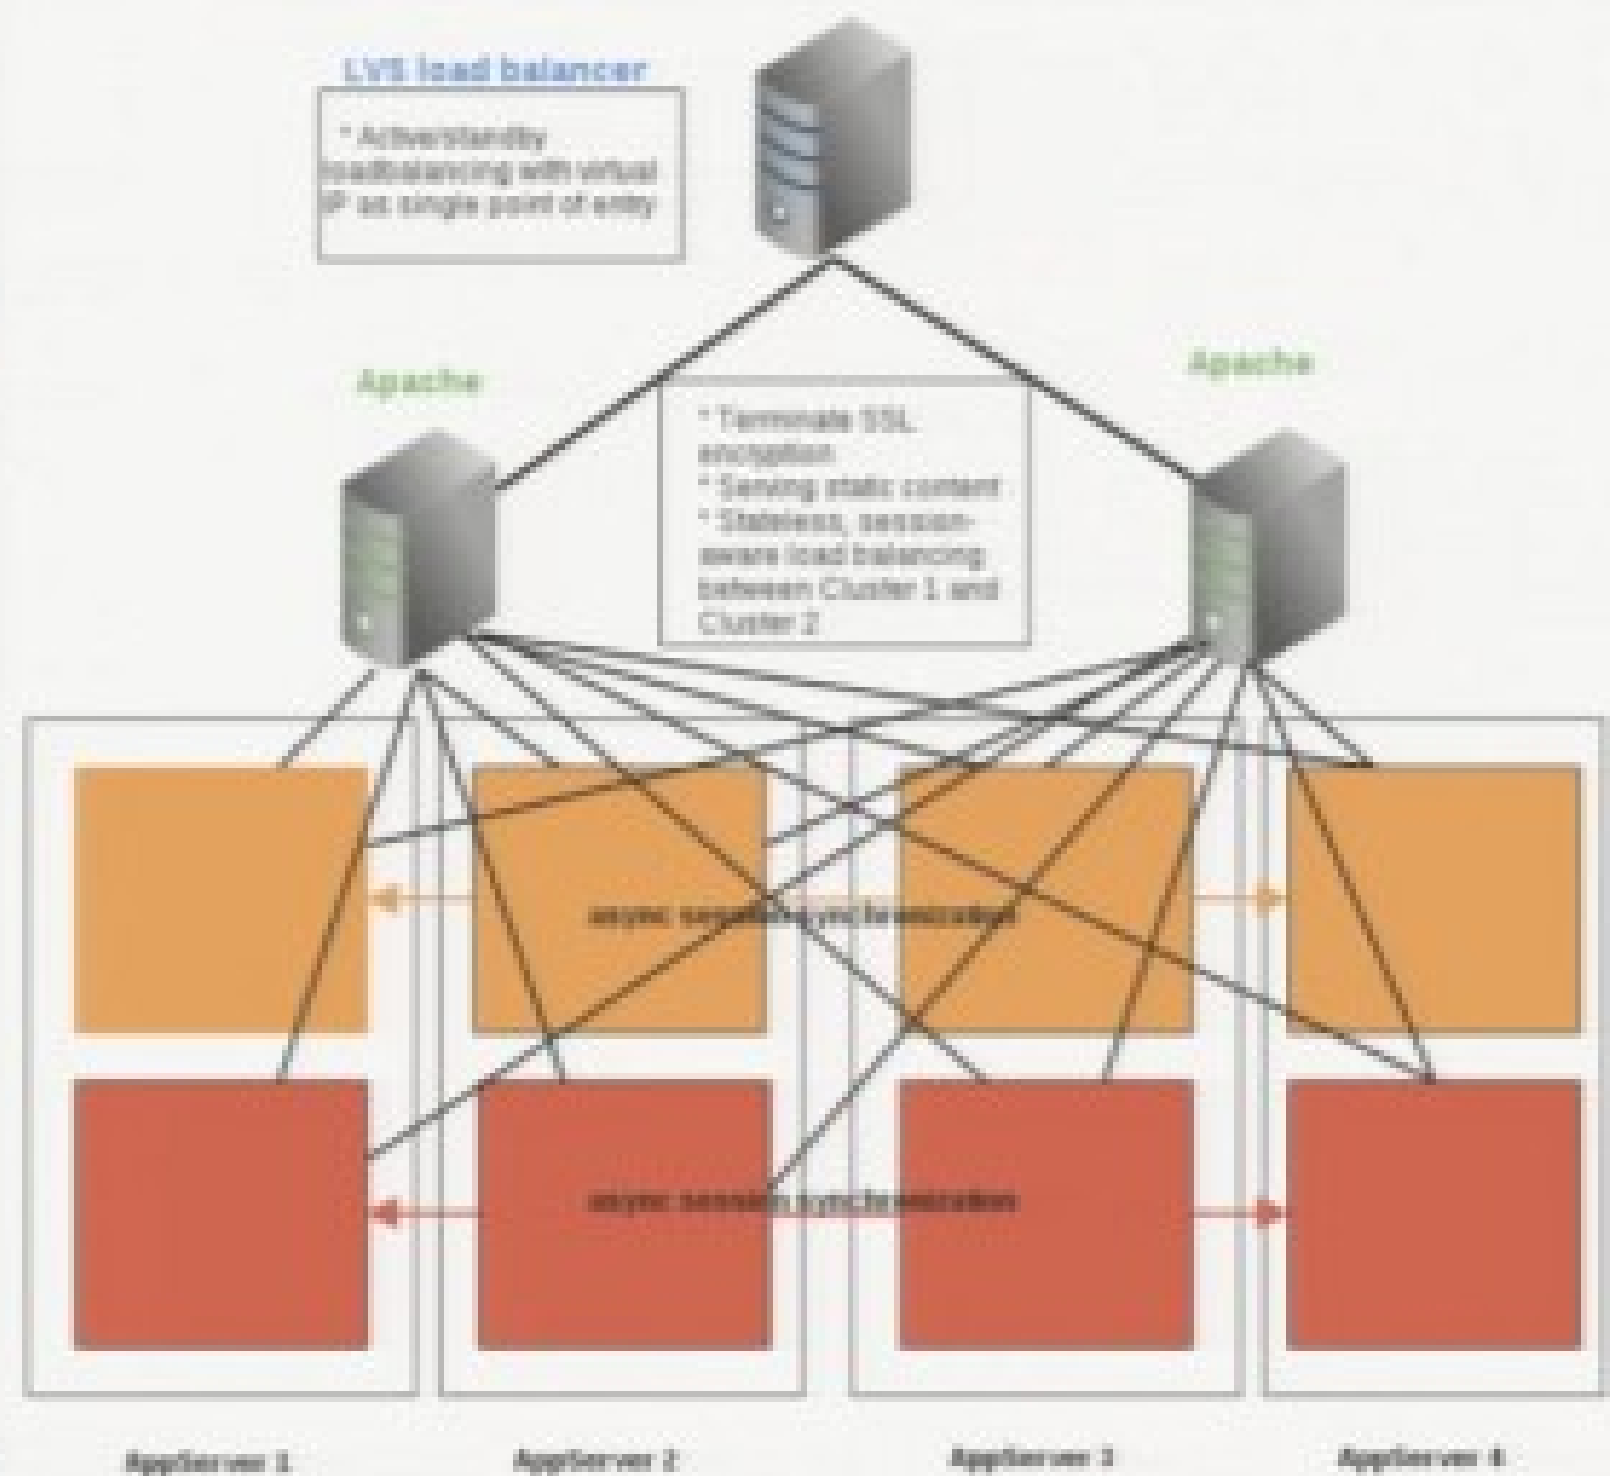 LVS load balancer
* Active/standby
loadbalancing with virtual
IP as single point of entry
Apache
Apache
* Terminate SSL
encryption
* Serving static content
* Stateless, session-
aware load balancing
between Cluster 1 and
Cluster 2
async session synchronization
async session synchronization
AppServer 1
AppServer 2
AppServer 3
AppServer 4